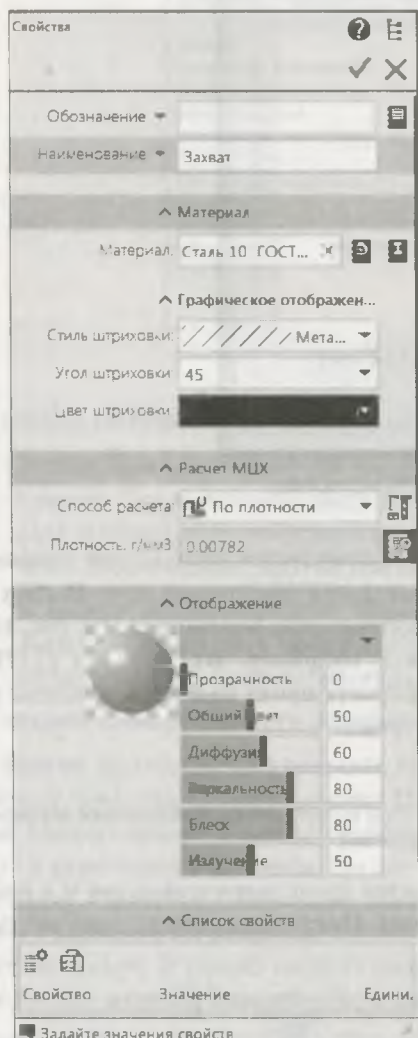 Свойства
Обозначение
Наименование Захват
Материал
Материал: Сталь 10 ГОСТ...
Графическое отображен...
Стиль штриховки: Мета...
Угол штриховки: 45
Цвет штриховки:
Расчет МЦХ
Способ расчета: По плотности
Плотность, г/мм3 0.00782
Отображение
Прозрачность 0
Общий цвет 50
Диффузия 60
Зеркальность 80
Блеск 80
Излучение 50
Список свойств
Свойство Значение Едини.
Задайте значения свойств